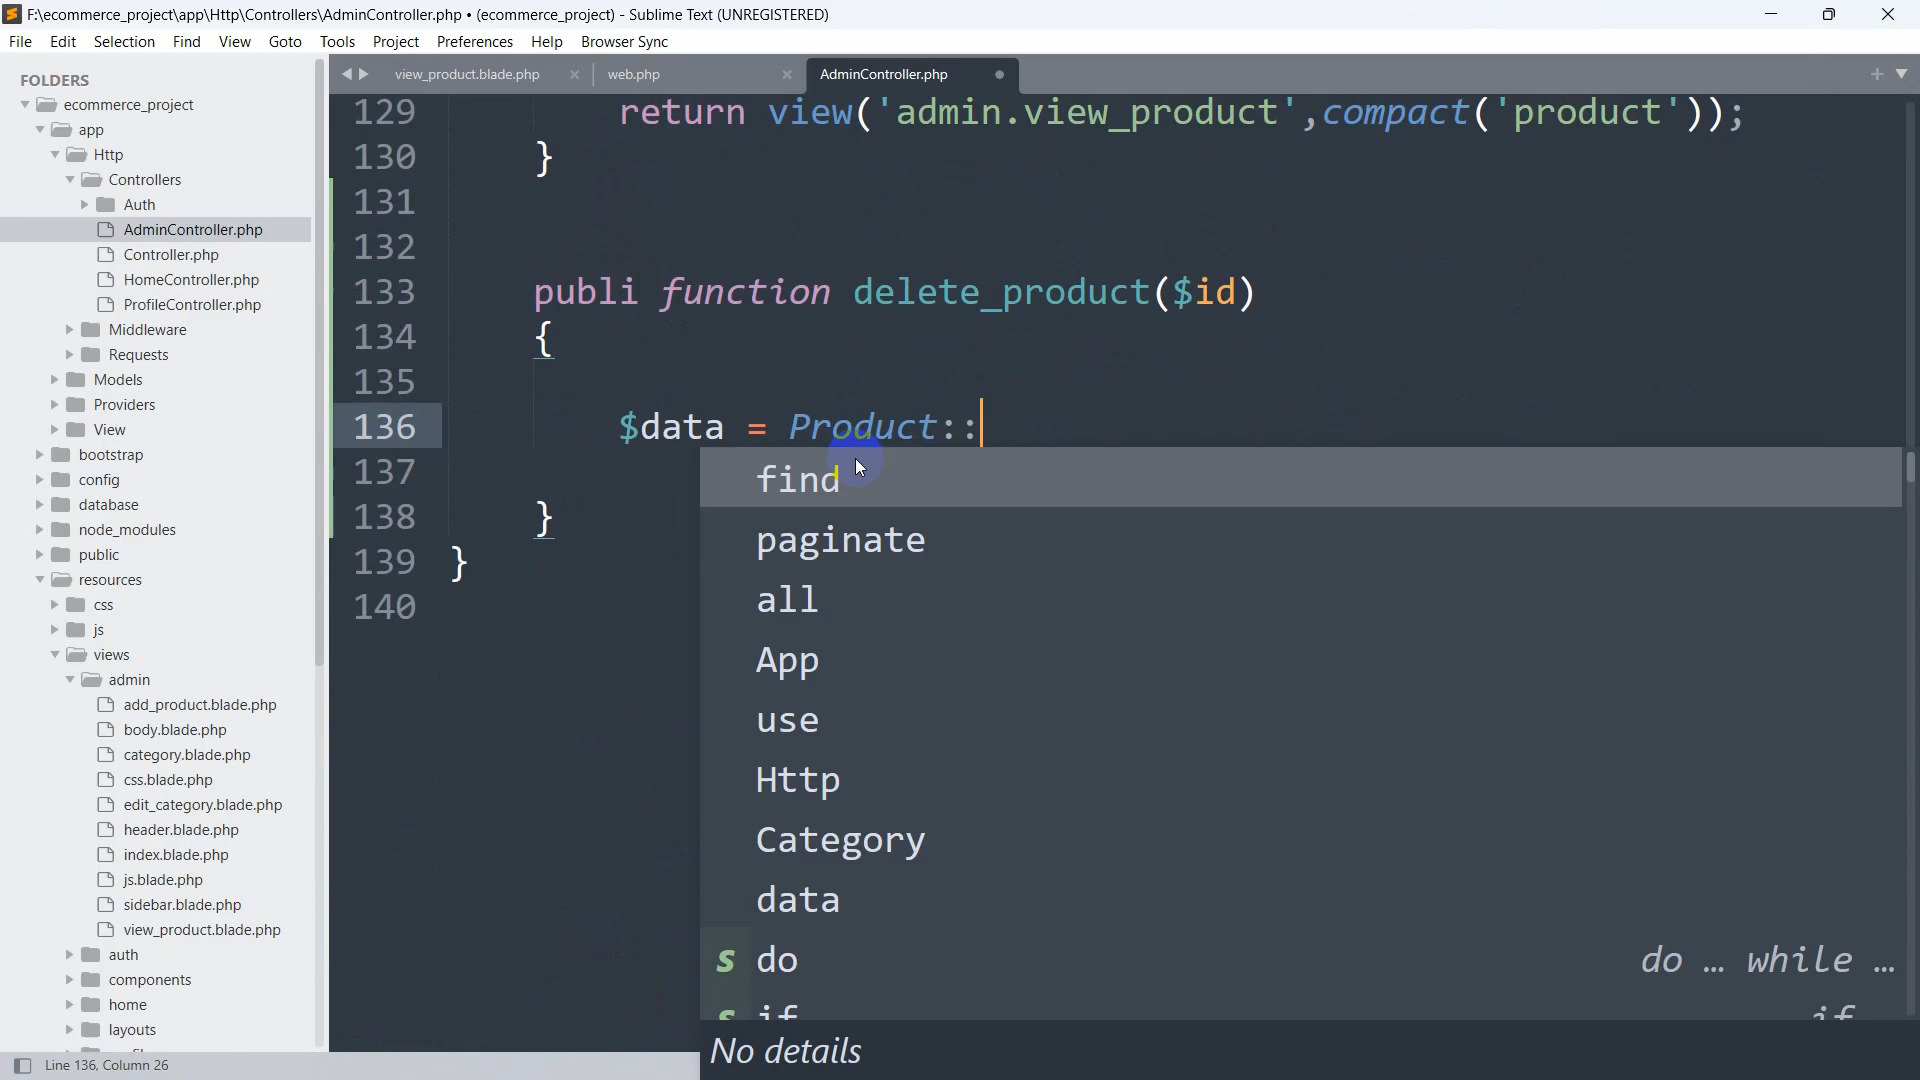 F:\ecommerce_project\app\Http\Controllers\AdminController.php • (ecommerce_project) - Sublime Text (UNREGISTERED)
File Edit Selection Find View Goto Tools Project Preferences Help Browser Sync
FOLDERS
ecommerce_project
app
Http
Controllers
Auth
AdminController.php
Controller.php
HomeController.php
ProfileController.php
Middleware
Requests
Models
Providers
View
bootstrap
config
database
node_modules
public
resources
css
js
views
admin
add_product.blade.php
body.blade.php
category.blade.php
css.blade.php
edit_category.blade.php
header.blade.php
index.blade.php
js.blade.php
sidebar.blade.php
view_product.blade.php
auth
components
home
layouts
view_product.blade.php web.php AdminController.php
129 return view('admin.view_product',compact('product'));
130 }
131
132
133 publi function delete_product($id)
134 {
135
136 $data = Product::
137
138 }
139 }
140
find
paginate
all
App
use
Http
Category
data
s do do … while …
s if if …
No details
Line 136, Column 26